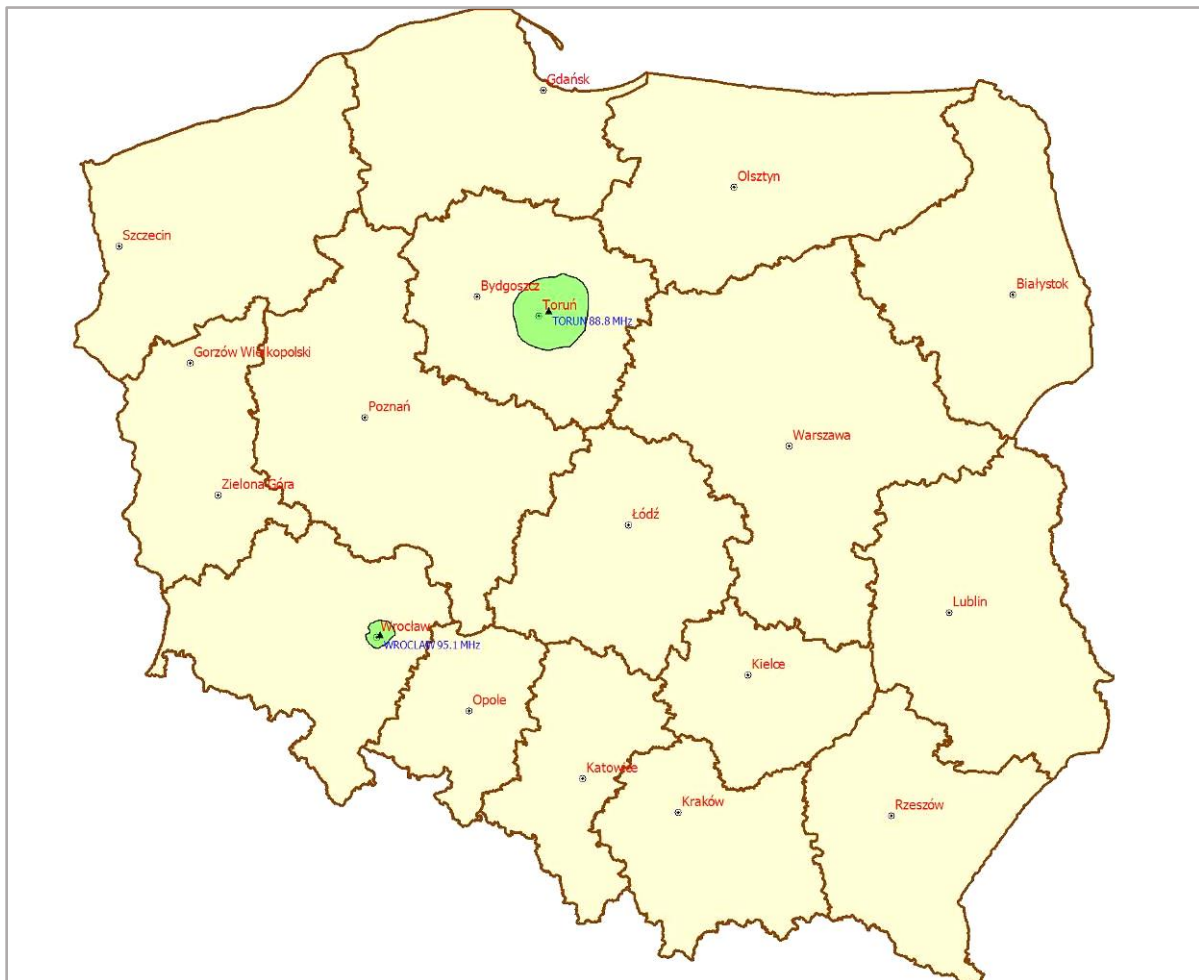 Gdańsk
Olsztyn
Szczecin
Bydgoszcz
Białystok
Toruń
TORUN 88.8 MHz
Gorzów Wielkopolski
Poznań
Warszawa
Zielona Góra
Łódź
Lublin
Wrocław
WROCLAW 95.1 MHz
Kielce
Opole
Katowice
Kraków
Rzeszów